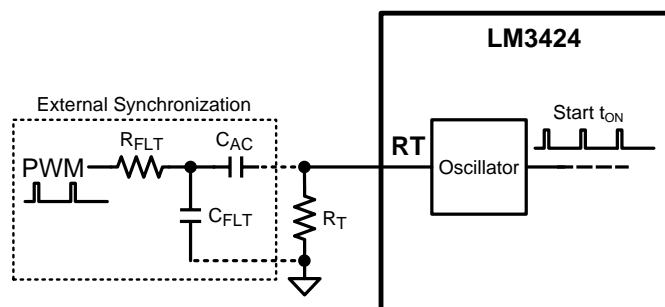 LM3424
External Synchronization
Start tON
RFLT
CAC
PWM
RT
Oscillator
CFLT
RT